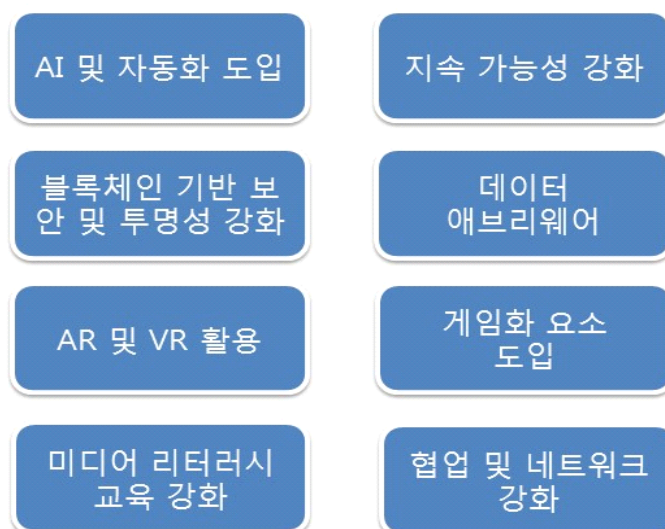 AI 및 자동화 도입
지속 가능성 강화
블록체인 기반 보
안 및 투명성 강화
데이터
애브리웨어
AR 및 VR 활용
게임화 요소
도입
미디어 리터러시
교육 강화
협업 및 네트워크
강화